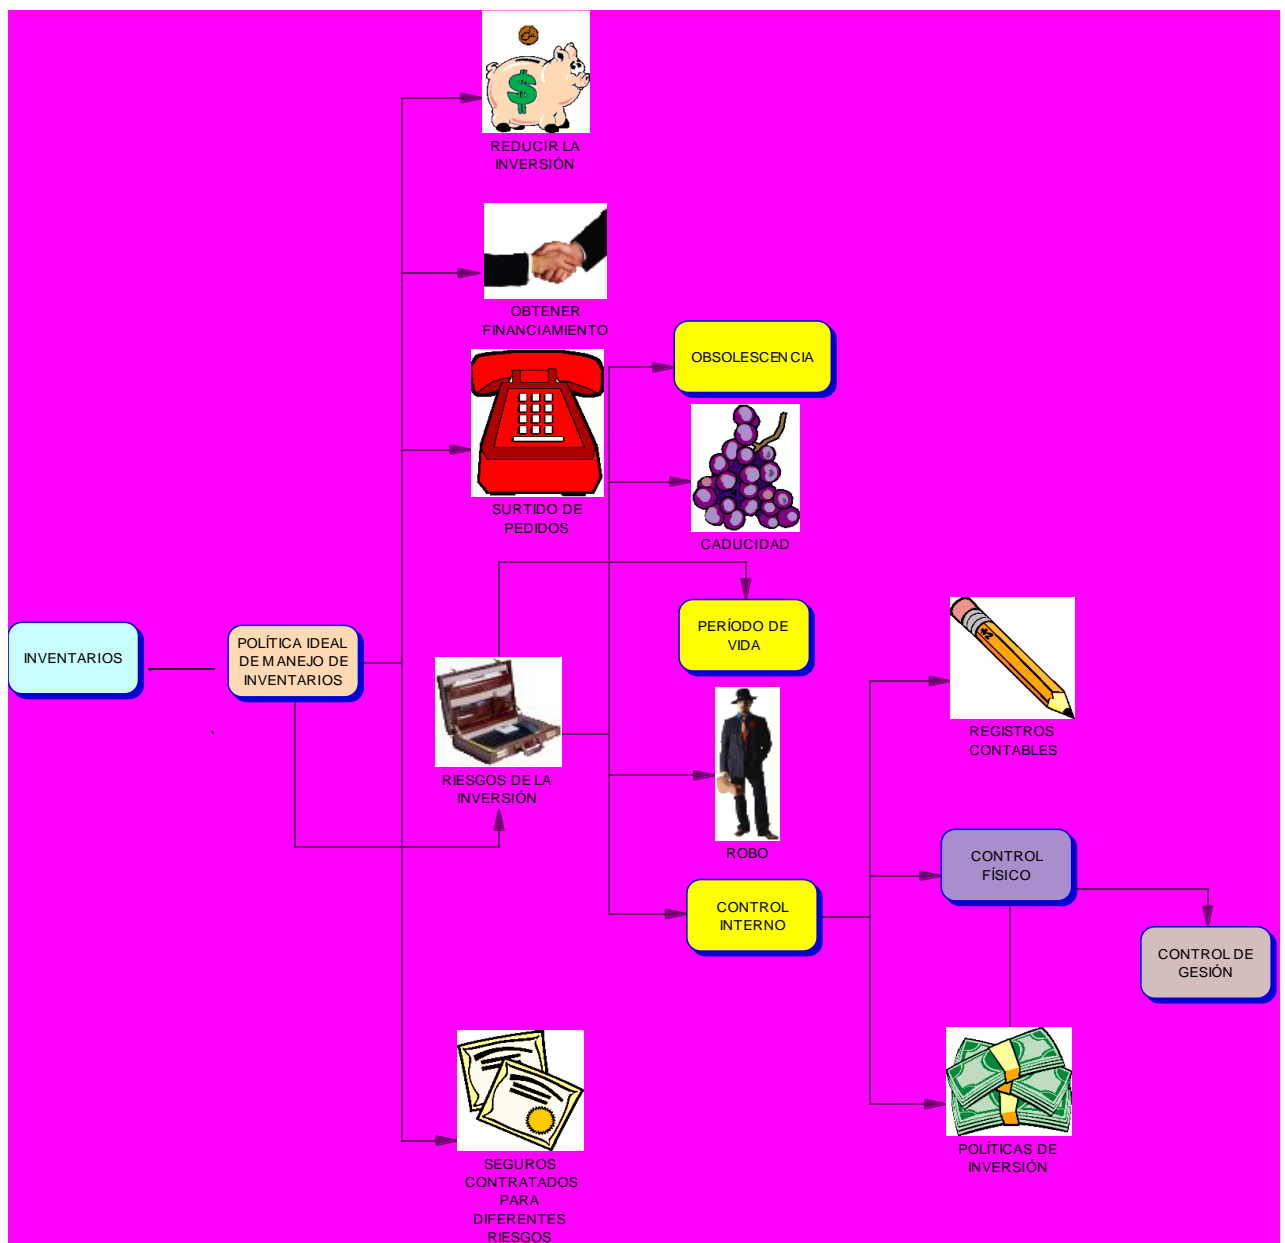 REDUCIR LA
INVERSIÓN
OBTENER
FINANCIAMIENTO
OBSOLESCENCIA
SURTIDO DE
PEDIDOS
CADUCIDAD
INVENTARIOS
POLÍTICA IDEAL
DE MANEJO DE
INVENTARIOS
PERÍODO DE
VIDA
RIESGOS DE LA
INVERSIÓN
REGISTROS
CONTABLES
ROBO
CONTROL
INTERNO
CONTROL
FÍSICO
CONTROL DE
GESIÓN
POLÍTICAS DE
INVERSIÓN
SEGUROS
CONTRATADOS
PARA
DIFERENTES
RIESGOS